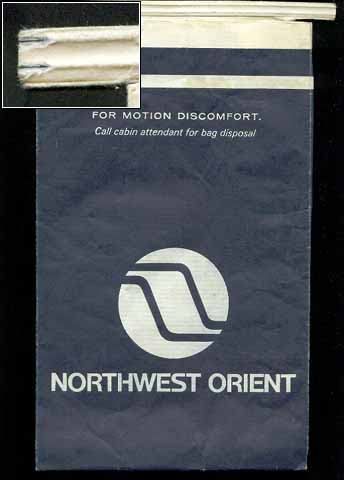 FOR MOTION DISCOMFORT.
Call cabin attendant for bag disposal
NORTHWEST ORIENT